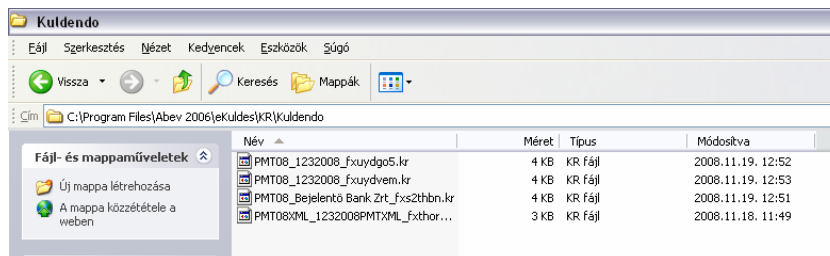 Kuldendo
Fájl Szerkesztés Nézet Kedvencek Eszközök Súgó
Vissza Keresés Mappák
Cím C:\Program Files\Abev 2006\eKuldes\KR\Kuldendo
Fájl- és mappaműveletek
Új mappa létrehozása
A mappa közzététele a
weben
Név Méret Típus Módosítva
PMT08_1232008_fxuydgo5.kr 4 KB KR fájl 2008.11.19. 12:52
PMT08_1232008_fxuydvem.kr 4 KB KR fájl 2008.11.19. 12:53
PMT08_Bejelentö Bank Zrt_fxs2thbn.kr 4 KB KR fájl 2008.11.19. 12:51
PMT08XML_1232008PMTXML_fxthor... 3 KB KR fájl 2008.11.18. 11:49